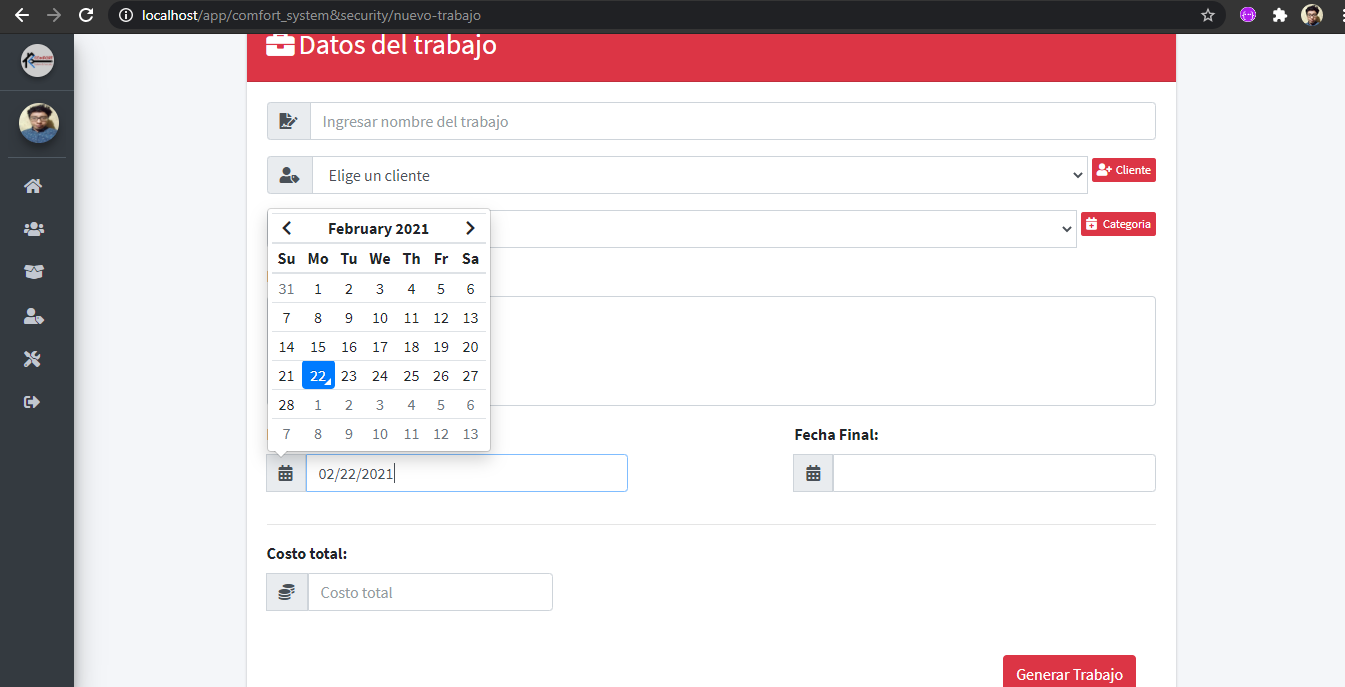 localhost/app/comfort_system&security/nuevo-trabajo
Datos del trabajo
Ingresar nombre del trabajo
Elige un cliente
Cliente
Categoria
February 2021
Su Mo Tu We Th Fr Sa
31 1 2 3 4 5 6
7 8 9 10 11 12 13
14 15 16 17 18 19 20
21 22 23 24 25 26 27
28 1 2 3 4 5 6
7 8 9 10 11 12 13
Fecha Final:
02/22/2021
Costo total:
Costo total
Generar Trabajo